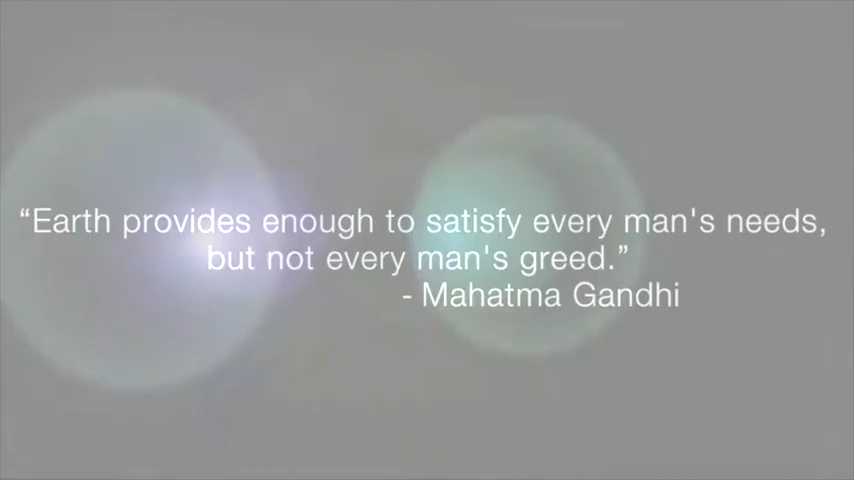 “Earth provides enough to satisfy every man's needs,
but not every man's greed.”
- Mahatma Gandhi